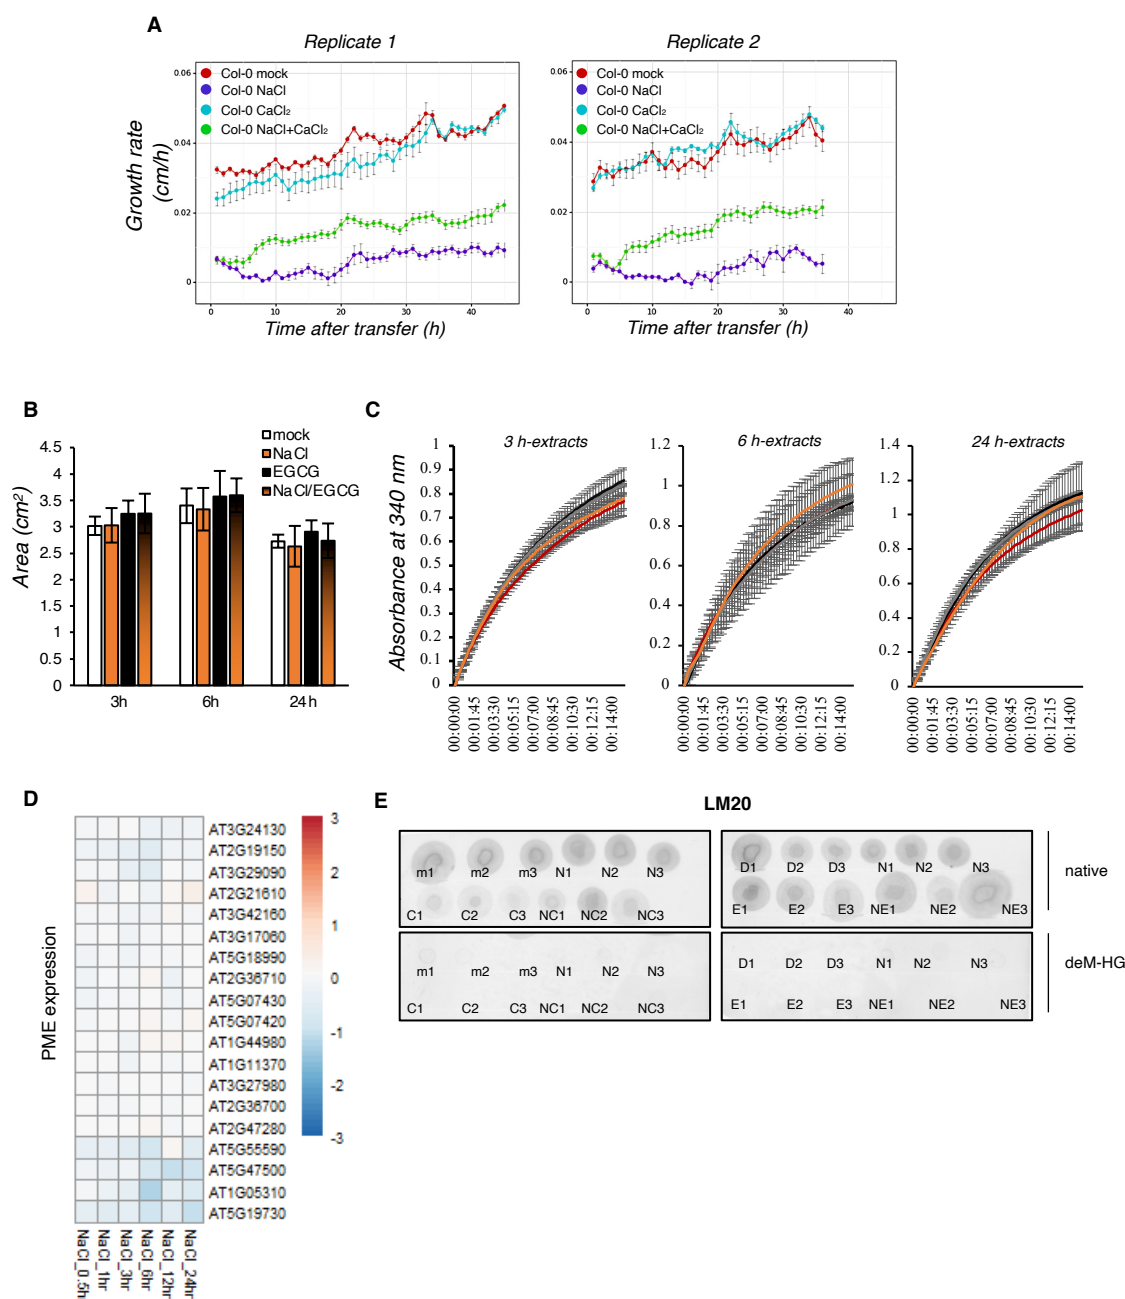 A
Replicate 1
Replicate 2
Growth rate
(cm/h)
0.06
0.04
0.02
0
Col-0 mock
Col-0 NaCl
Col-0 CaCl₂
Col-0 NaCl+CaCl₂
0 10 20 30 40
Time after transfer (h)
0.06
0.04
0.02
0
Col-0 mock
Col-0 NaCl
Col-0 CaCl₂
Col-0 NaCl+CaCl₂
0 10 20 30 40
Time after transfer (h)
B
Area (cm²)
4.5
4
3.5
3
2.5
2
1.5
1
0.5
0
mock
NaCl
EGCG
NaCl/EGCG
3h 6h 24h
C
Absorbance at 340 nm
3 h-extracts
1
0.9
0.8
0.7
0.6
0.5
0.4
0.3
0.2
0.1
0
00:00:00 00:01:45 00:03:30 00:05:15 00:07:00 00:08:45 00:10:30 00:12:15 00:14:00
6 h-extracts
1.2
1
0.8
0.6
0.4
0.2
0
00:00:00 00:01:45 00:03:30 00:05:15 00:07:00 00:08:45 00:10:30 00:12:15 00:14:00
24 h-extracts
1.4
1.2
1
0.8
0.6
0.4
0.2
0
00:00:00 00:01:45 00:03:30 00:05:15 00:07:00 00:08:45 00:10:30 00:12:15 00:14:00
D
PME expression
AT3G24130
AT2G19150
AT3G29090
AT2G21610
AT3G42160
AT3G17060
AT5G18990
AT2G36710
AT5G07430
AT5G07420
AT1G44980
AT1G11370
AT3G27980
AT2G36700
AT2G47280
AT5G55590
AT5G47500
AT1G05310
AT5G19730
NaCl_0.5h NaCl_1hr NaCl_3hr NaCl_6hr NaCl_12hr NaCl_24hr
3
2
1
0
-1
-2
-3
E
LM20
m1 m2 m3 N1 N2 N3
C1 C2 C3 NC1 NC2 NC3
D1 D2 D3 N1 N2 N3
E1 E2 E3 NE1 NE2 NE3
native
m1 m2 m3 N1 N2 N3
C1 C2 C3 NC1 NC2 NC3
D1 D2 D3 N1 N2 N3
E1 E2 E3 NE1 NE2 NE3
deM-HG